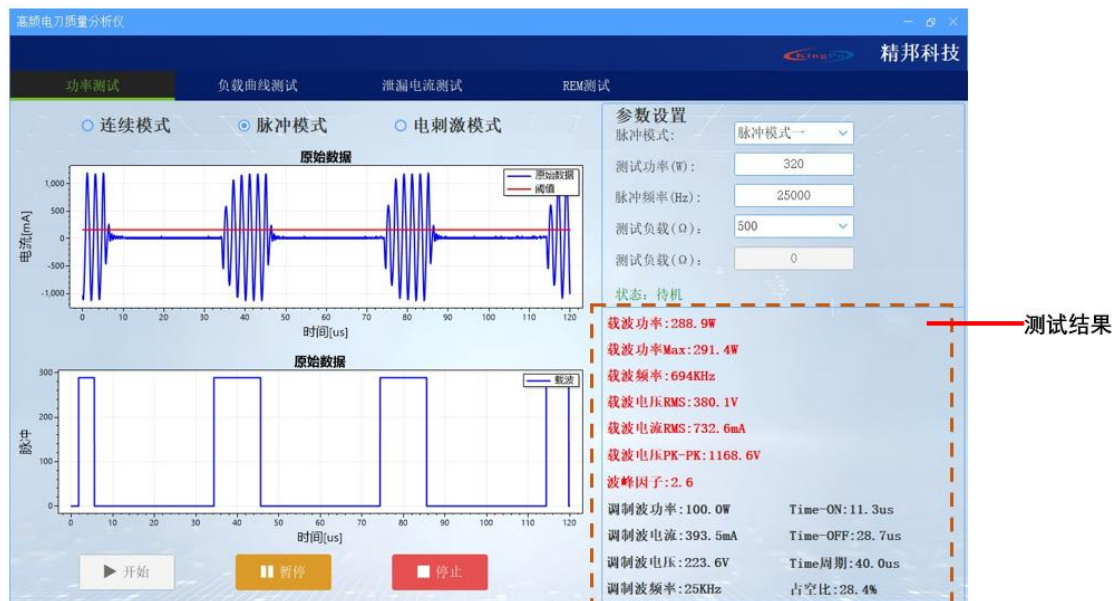 高频电刀质量分析仪
KingPo 精邦科技
功率测试 负载曲线测试 泄漏电流测试 REM测试
连续模式 脉冲模式 电刺激模式
原始数据
原始数据
阈值
电流[mA]
1,000
500
0
-500
-1,000
0 10 20 30 40 50 60 70 80 90 100 110 120
时间[us]
原始数据
载波
脉冲
300
200
100
0
0 10 20 30 40 50 60 70 80 90 100 110 120
时间[us]
开始 暂停 停止
参数设置
脉冲模式: 脉冲模式一
测试功率(W): 320
脉冲频率(Hz): 25000
测试负载(Ω): 500
测试负载(Ω): 0
状态: 待机
载波功率:288.9W
载波功率Max:291.4W
载波频率:694KHz
载波电压RMS:380.1V
载波电流RMS:732.6mA
载波电压PK-PK:1168.6V
波峰因子:2.6
调制波功率:100.0W Time-ON:11.3us
调制波电流:393.5mA Time-OFF:28.7us
调制波电压:223.6V Time周期:40.0us
调制波频率:25KHz 占空比:28.4%
测试结果